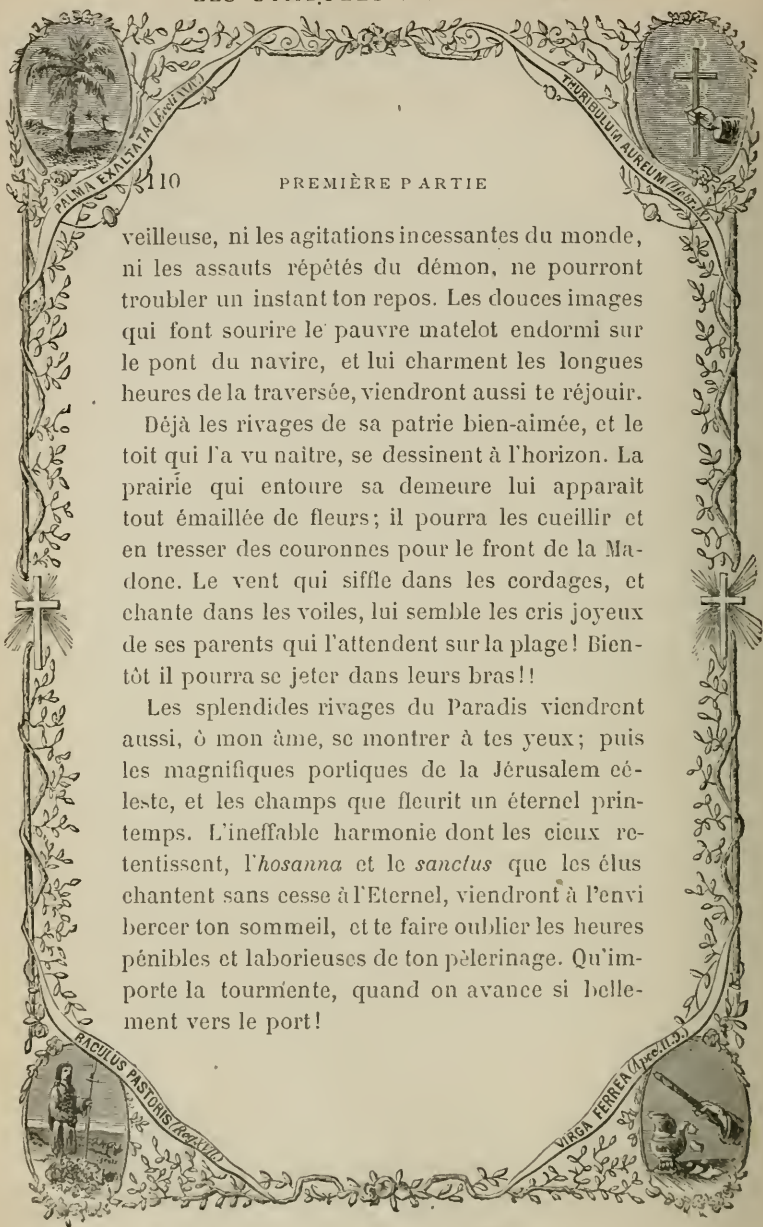 PALMA EXALTATA
THURIBULUM AUREUM
110 PREMIÈRE PARTIE
veilleuse, ni les agitations incessantes du monde,
ni les assauts répétés du démon, ne pourront
troubler un instant ton repos. Les douces images
qui font sourire le pauvre matelot endormi sur
le pont du navire, et lui charment les longues
heures de la traversée, viendront aussi te réjouir.
Déjà les rivages de sa patrie bien-aimée, et le
toit qui l'a vu naître, se dessinent à l'horizon. La
prairie qui entoure sa demeure lui apparaît
tout émaillée de fleurs; il pourra les cueillir et
en tresser des couronnes pour le front de la Ma-
done. Le vent qui siffle dans les cordages, et
chante dans les voiles, lui semble les cris joyeux
de ses parents qui l'attendent sur la plage! Bien-
tôt il pourra se jeter dans leurs bras!!
Les splendides rivages du Paradis viendront
aussi, ô mon âme, se montrer à tes yeux; puis
les magnifiques portiques de la Jérusalem cé-
leste, et les champs que fleurit un éternel prin-
temps. L'ineffable harmonie dont les cieux re-
tentissent, l'hosanna et le sanctus que les élus
chantent sans cesse à l'Eternel, viendront à l'envi
bercer ton sommeil, et te faire oublier les heures
pénibles et laborieuses de ton pèlerinage. Qu'im-
porte la tourmente, quand on avance si belle-
ment vers le port!
BACULUS PASTORIS
VIRGA FERREA